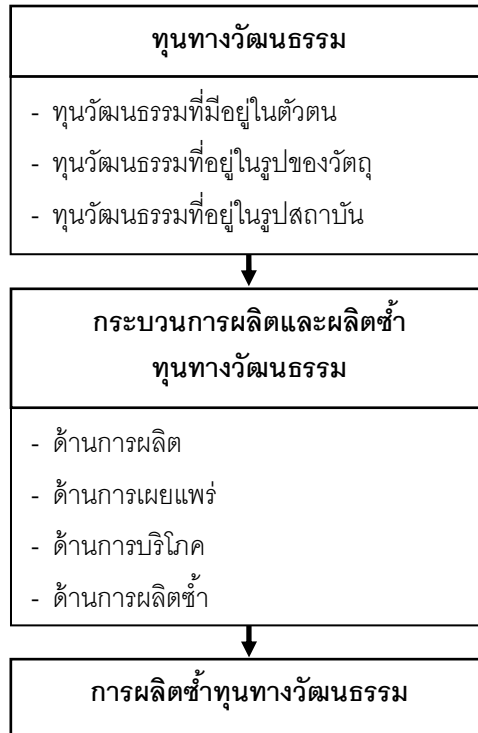 ทุนทางวัฒนธรรม
- ทุนวัฒนธรรมที่มีอยู่ในตัวตน
- ทุนวัฒนธรรมที่อยู่ในรูปของวัตถุ
- ทุนวัฒนธรรมที่อยู่ในรูปสถาบัน
กระบวนการผลิตและผลิตซ้ำ
ทุนทางวัฒนธรรม
- ด้านการผลิต
- ด้านการเผยแพร่
- ด้านการบริโภค
- ด้านการผลิตซ้ำ
การผลิตซ้ำทุนทางวัฒนธรรม